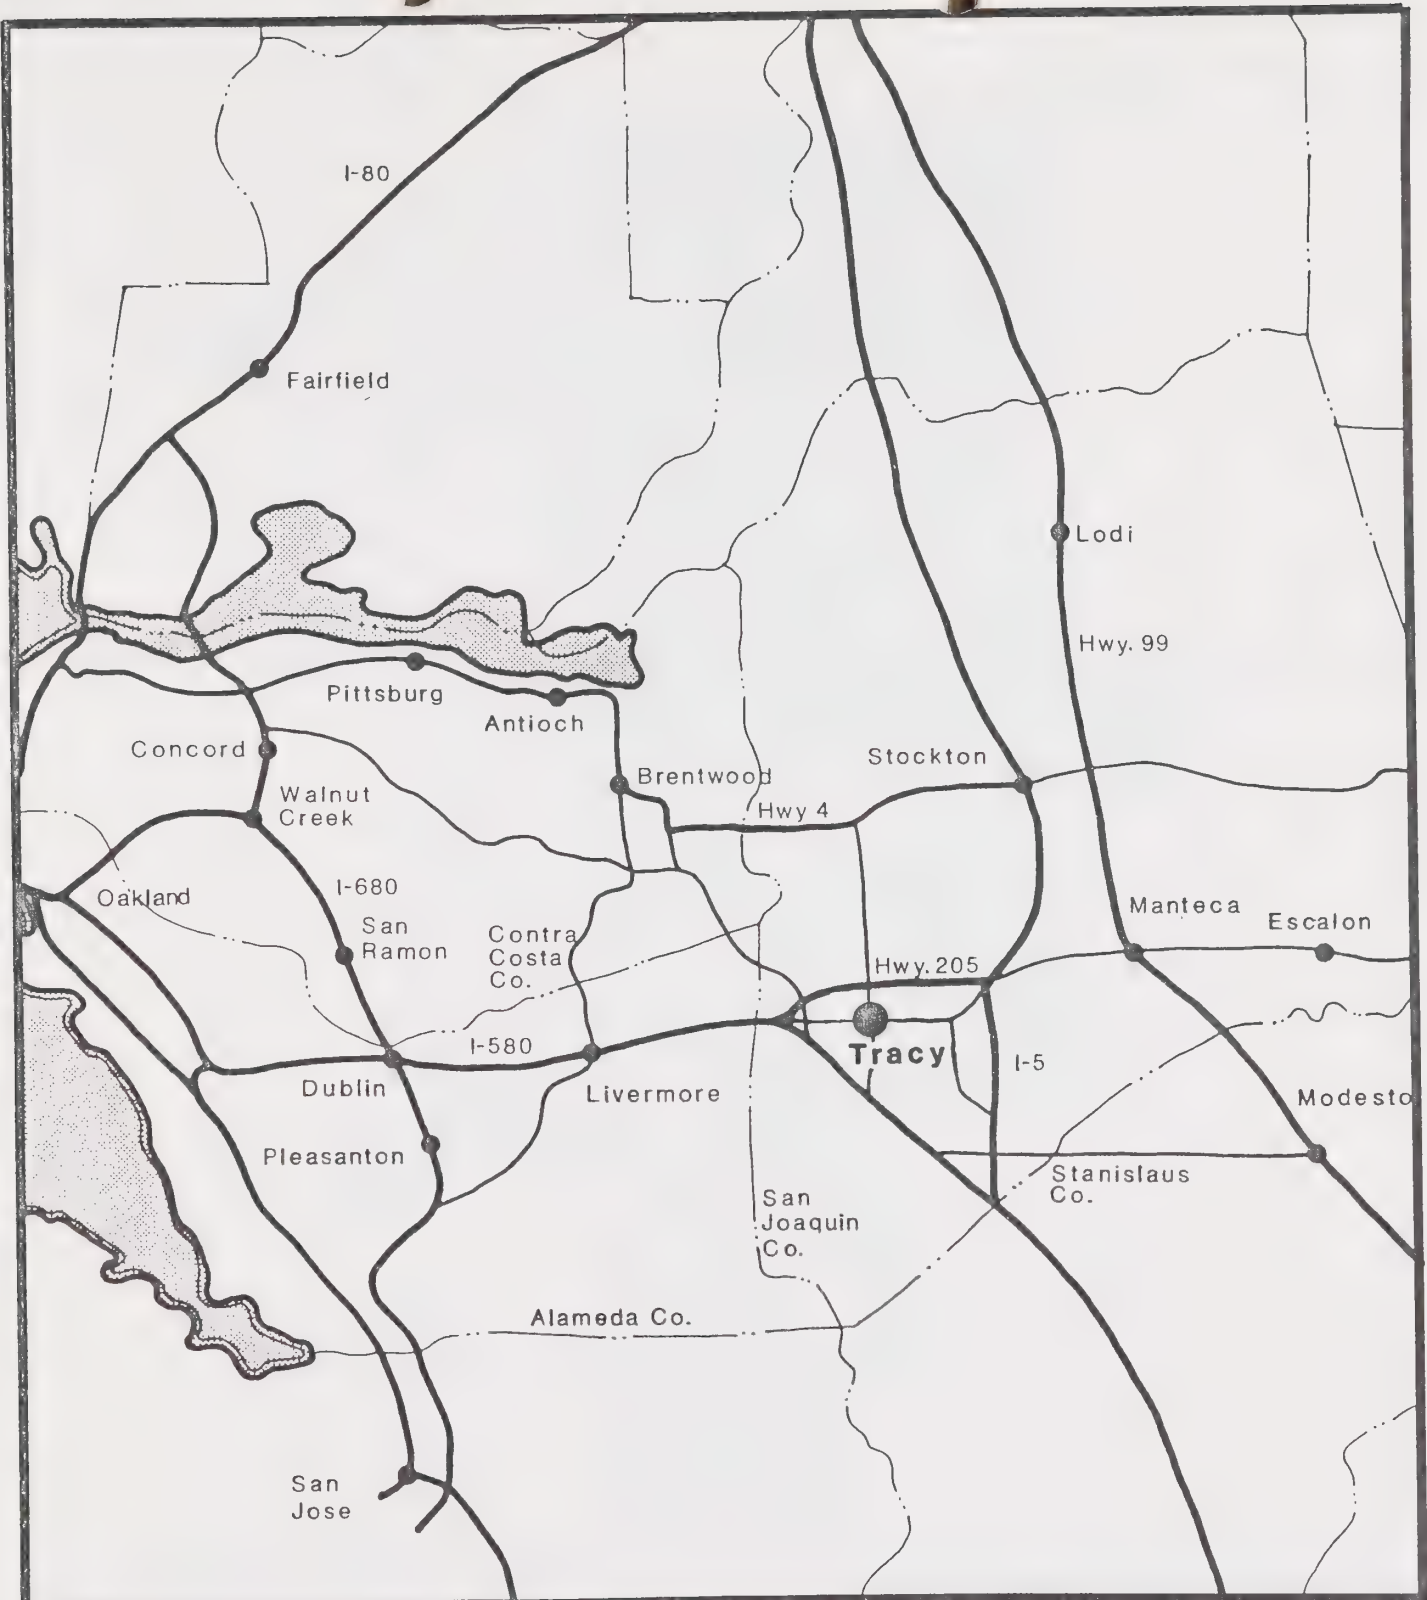 I-80
Fairfield
Lodi
Hwy. 99
Pittsburg
Antioch
Concord
Stockton
Brentwood
Walnut
Creek
Hwy 4
I-680
Oakland
San
Ramon
Contra
Costa
Co.
Manteca
Escalon
Hwy. 205
I-580
Tracy
I-5
Dublin
Livermore
Modesto
Pleasanton
Stanislaus
Co.
San
Joaquin
Co.
Alameda Co.
San
Jose